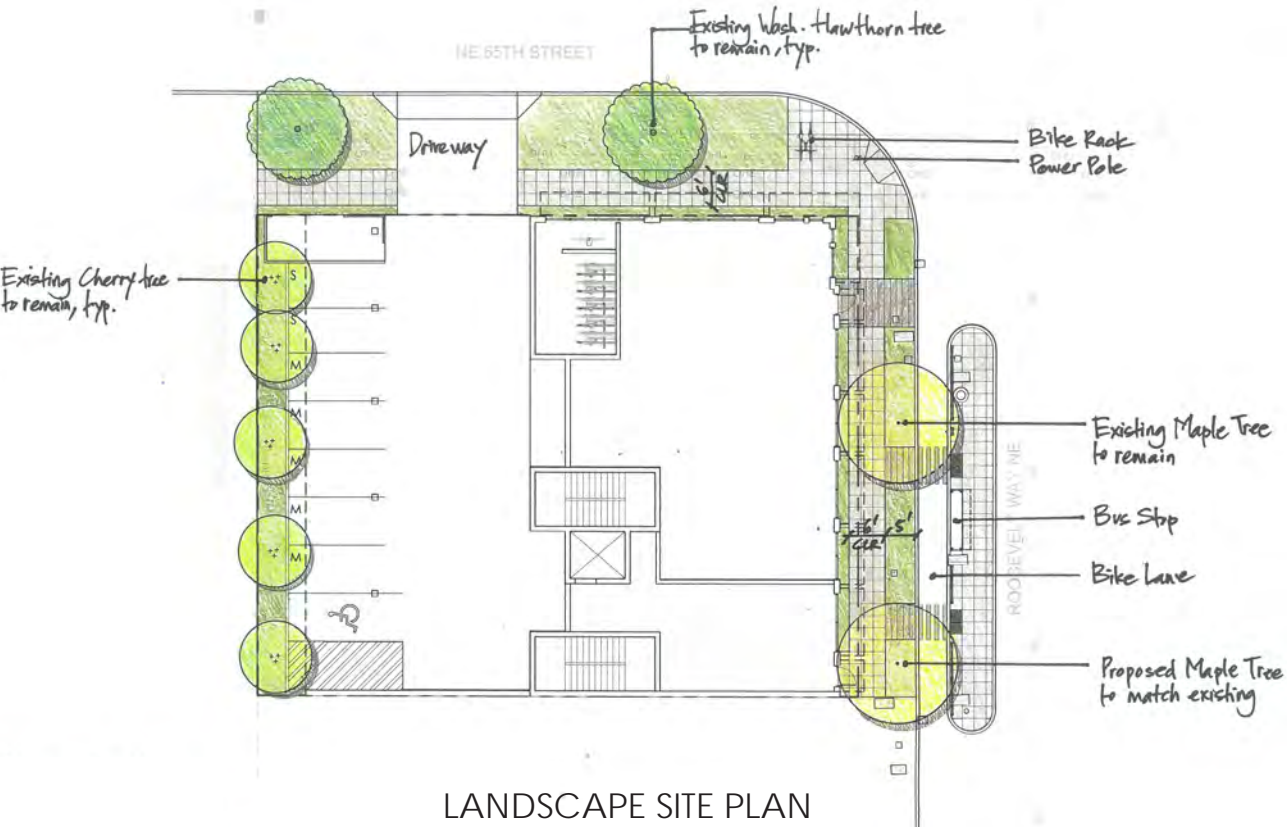 Existing Wash. Hawthorn tree
to remain, typ.
NE 65TH STREET
Driveway
Bike Rack
Power Pole
6'
CLR
Existing Cherry tree
to remain, typ.
S
S
M
M
M
M
M
Existing Maple Tree
to remain
Bus Stop
6' 5'
CLR
Bike Lane
ROOSEVELT WAY NE
Proposed Maple Tree
to match existing
LANDSCAPE SITE PLAN